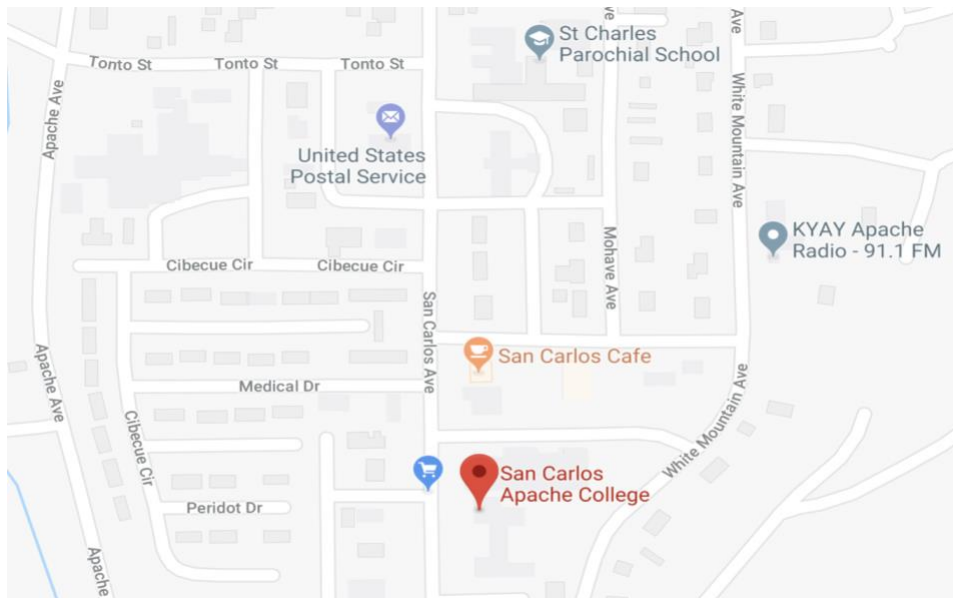 Ave
St Charles
Parochial School
Ave
Tonto St
Tonto St
Tonto St
Apache Ave
White Mountain Ave
United States
Postal Service
KYAY Apache
Radio - 91.1 FM
Mohave Ave
Cibecue Cir
Cibecue Cir
San Carlos Ave
San Carlos Cafe
Apache Ave
Medical Dr
White Mountain Ave
Cibecue Cir
San Carlos
Apache College
Peridot Dr
Apache